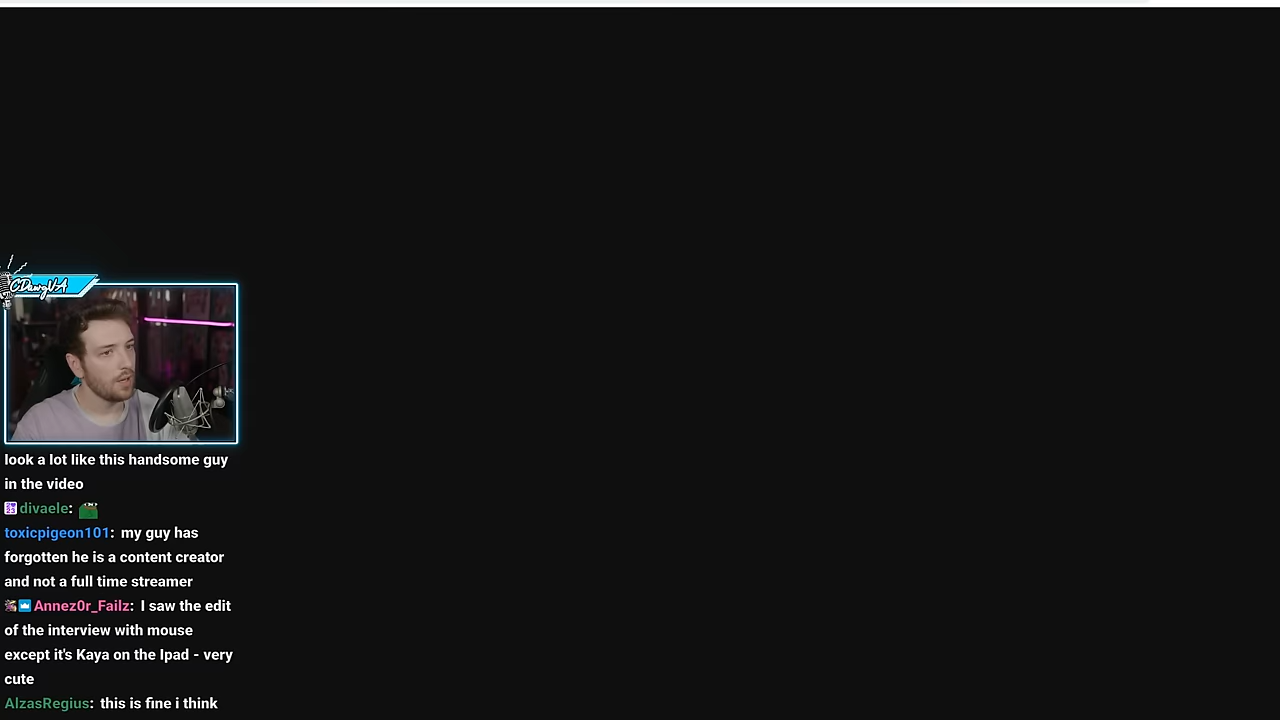 CDawgVA
look a lot like this handsome guy
in the video
divaele:
toxicpigeon101: my guy has
forgotten he is a content creator
and not a full time streamer
Annez0r_Failz: I saw the edit
of the interview with mouse
except it's Kaya on the Ipad - very
cute
AlzasRegius: this is fine i think